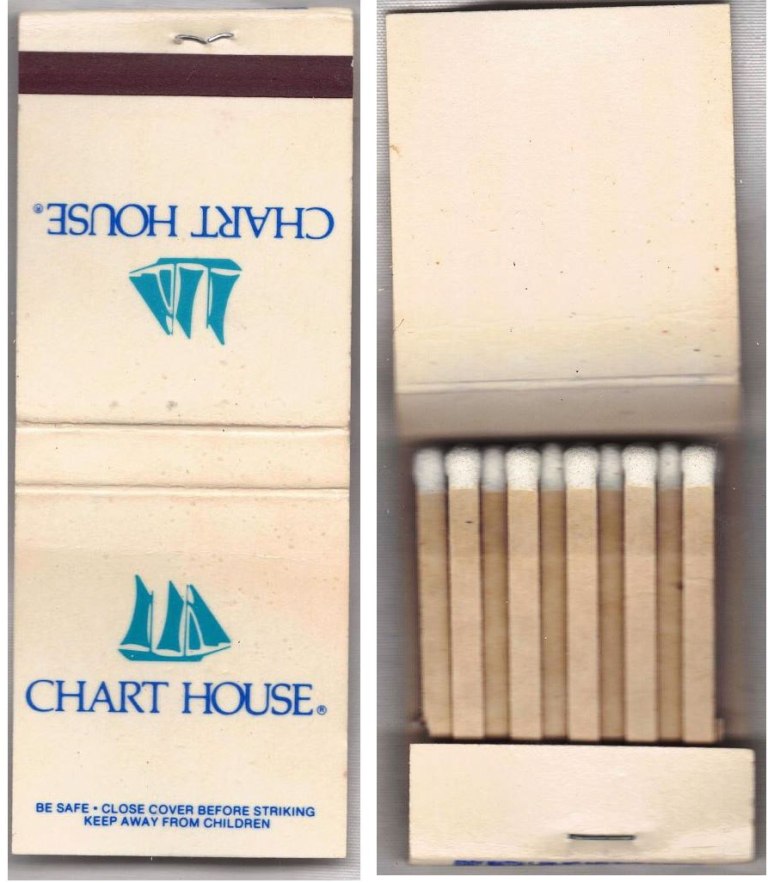 CHART HOUSE®
CHART HOUSE®
BE SAFE • CLOSE COVER BEFORE STRIKING
KEEP AWAY FROM CHILDREN